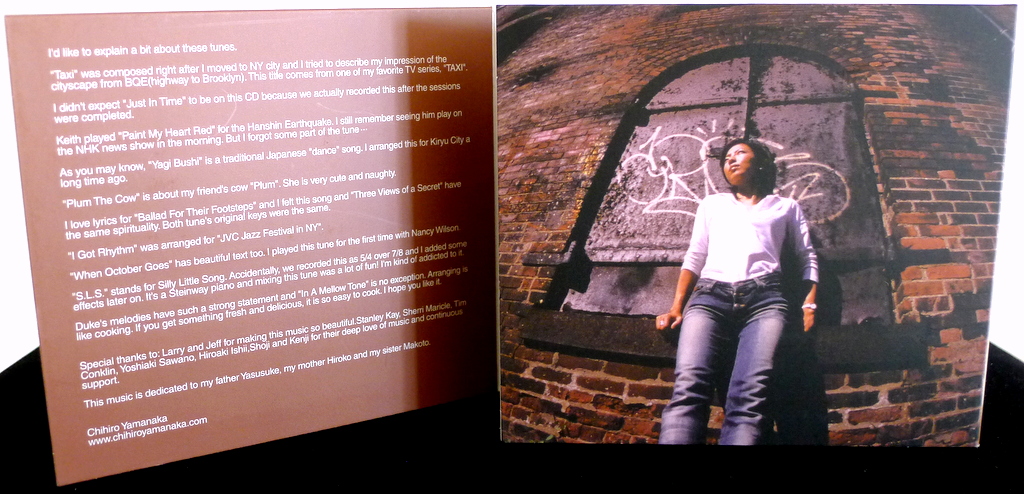 I'd like to explain a bit about these tunes.
"Taxi" was composed right after I moved to NY city and I tried to describe my impression of the
cityscape from BQE(highway to Brooklyn). This title comes from one of my favorite TV series, "TAXI".
I didn't expect "Just In Time" to be on this CD because we actually recorded this after the sessions
were completed.
Keith played "Paint My Heart Red" for the Hanshin Earthquake. I still remember seeing him play on
the NHK news show in the morning. But I forgot some part of the tune...
As you may know, "Yagi Bushi" is a traditional Japanese "dance" song. I arranged this for Kiryu City a
long time ago.
"Plum The Cow" is about my friend's cow "Plum". She is very cute and naughty.
I love lyrics for "Ballad For Their Footsteps" and I felt this song and "Three Views of a Secret" have
the same spirituality. Both tune's original keys were the same.
"I Got Rhythm" was arranged for "JVC Jazz Festival in NY".
"When October Goes" has beautiful text too. I played this tune for the first time with Nancy Wilson
"S.L.S." stands for Silly Little Song. Accidentally, we recorded this as 5/4 over 7/8 and I added some
effects later on. It's a Steinway piano and mixing this tune was a lot of fun! I'm kind of addicted to it.
Duke's melodies have such a strong statement and "In A Mellow Tone" is no exception. Arranging is
like cooking. If you get something fresh and delicious, it is so easy to cook. I hope you like it.
Special thanks to: Larry and Jeff for making this music so beautiful.Stanley Kay, Sherri Maricle, Tim
Conklin, Yoshiaki Sawano, Hiroaki Ishii,Shoji and Kenji for their deep love of music and continuous
support.
This music is dedicated to my father Yasusuke, my mother Hiroko and my sister Makoto.
Chihiro Yamanaka
www.chihiroyamanaka.com